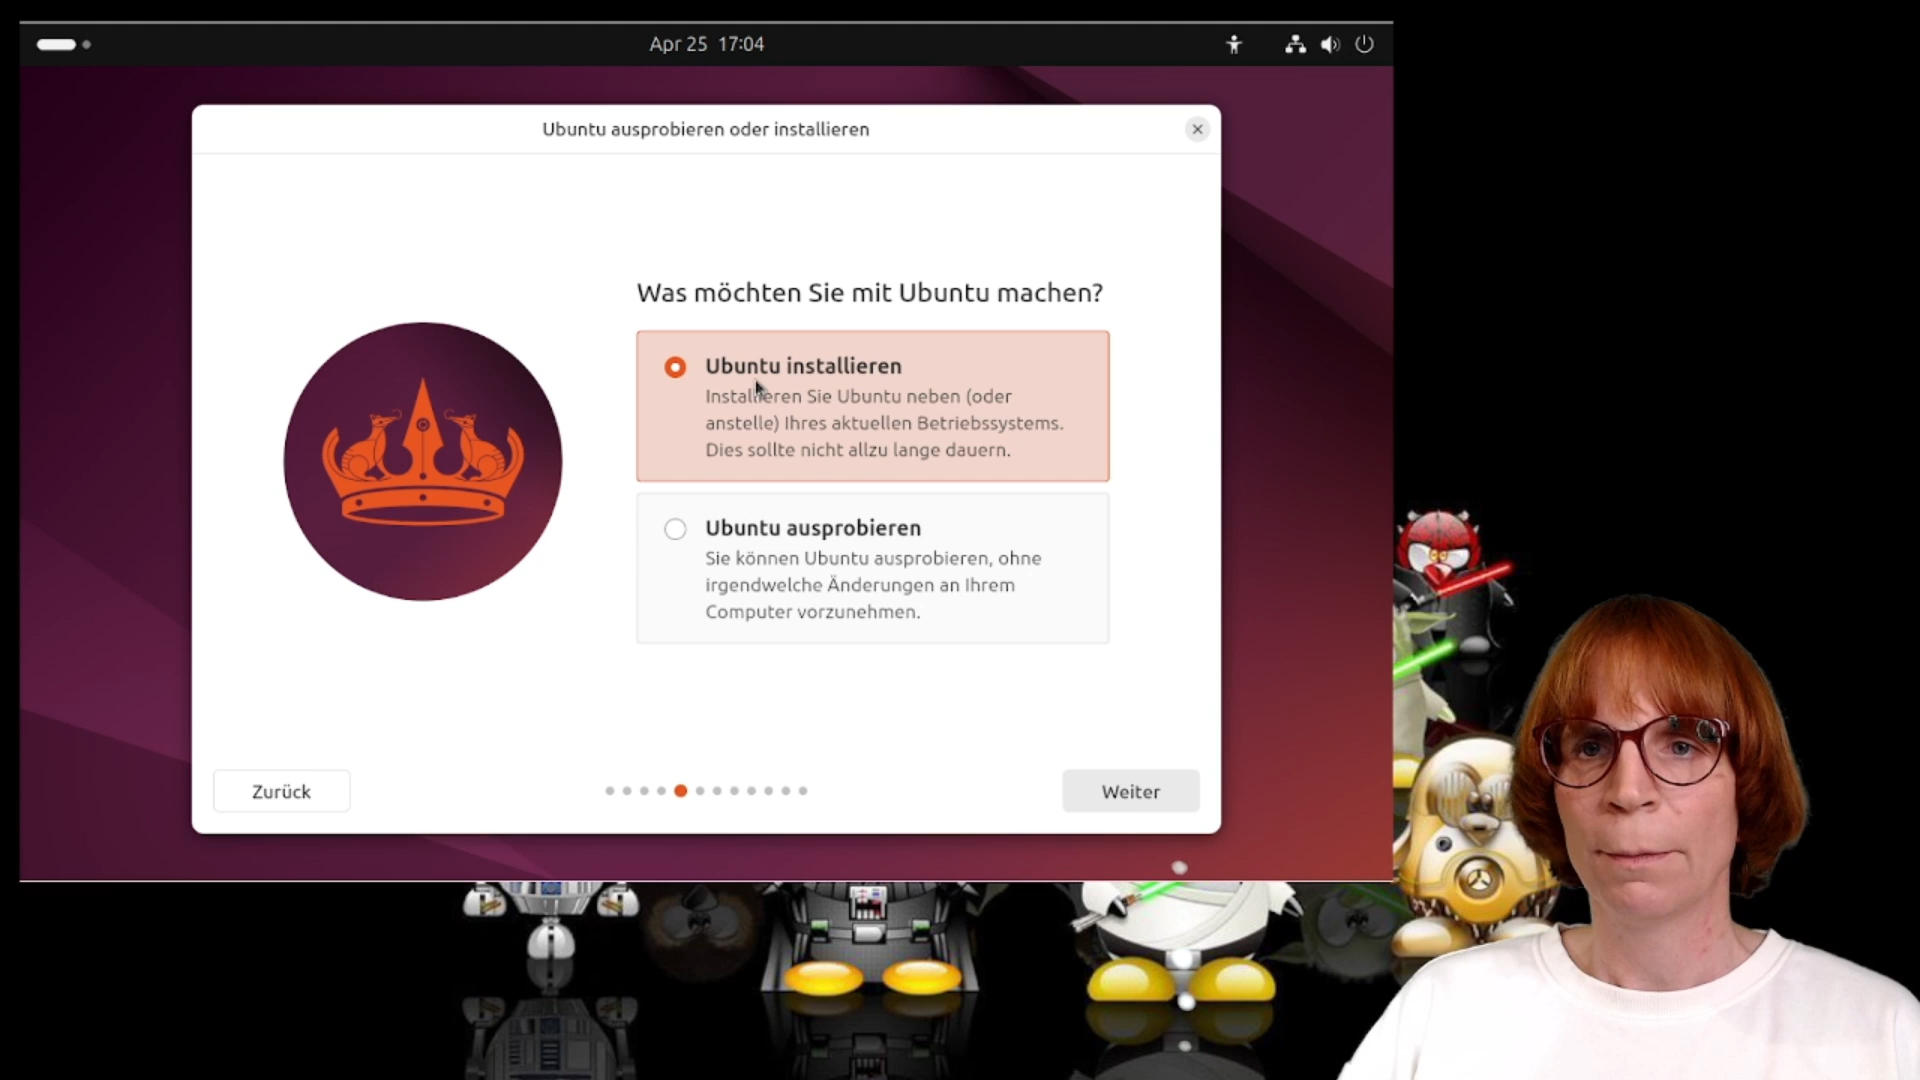 Apr 25 17:04
Ubuntu ausprobieren oder installieren
Was möchten Sie mit Ubuntu machen?
Ubuntu installieren
Installieren Sie Ubuntu neben (oder
anstelle) Ihres aktuellen Betriebssystems.
Dies sollte nicht allzu lange dauern.
Ubuntu ausprobieren
Sie können Ubuntu ausprobieren, ohne
irgendwelche Änderungen an Ihrem
Computer vorzunehmen.
Zurück
Weiter